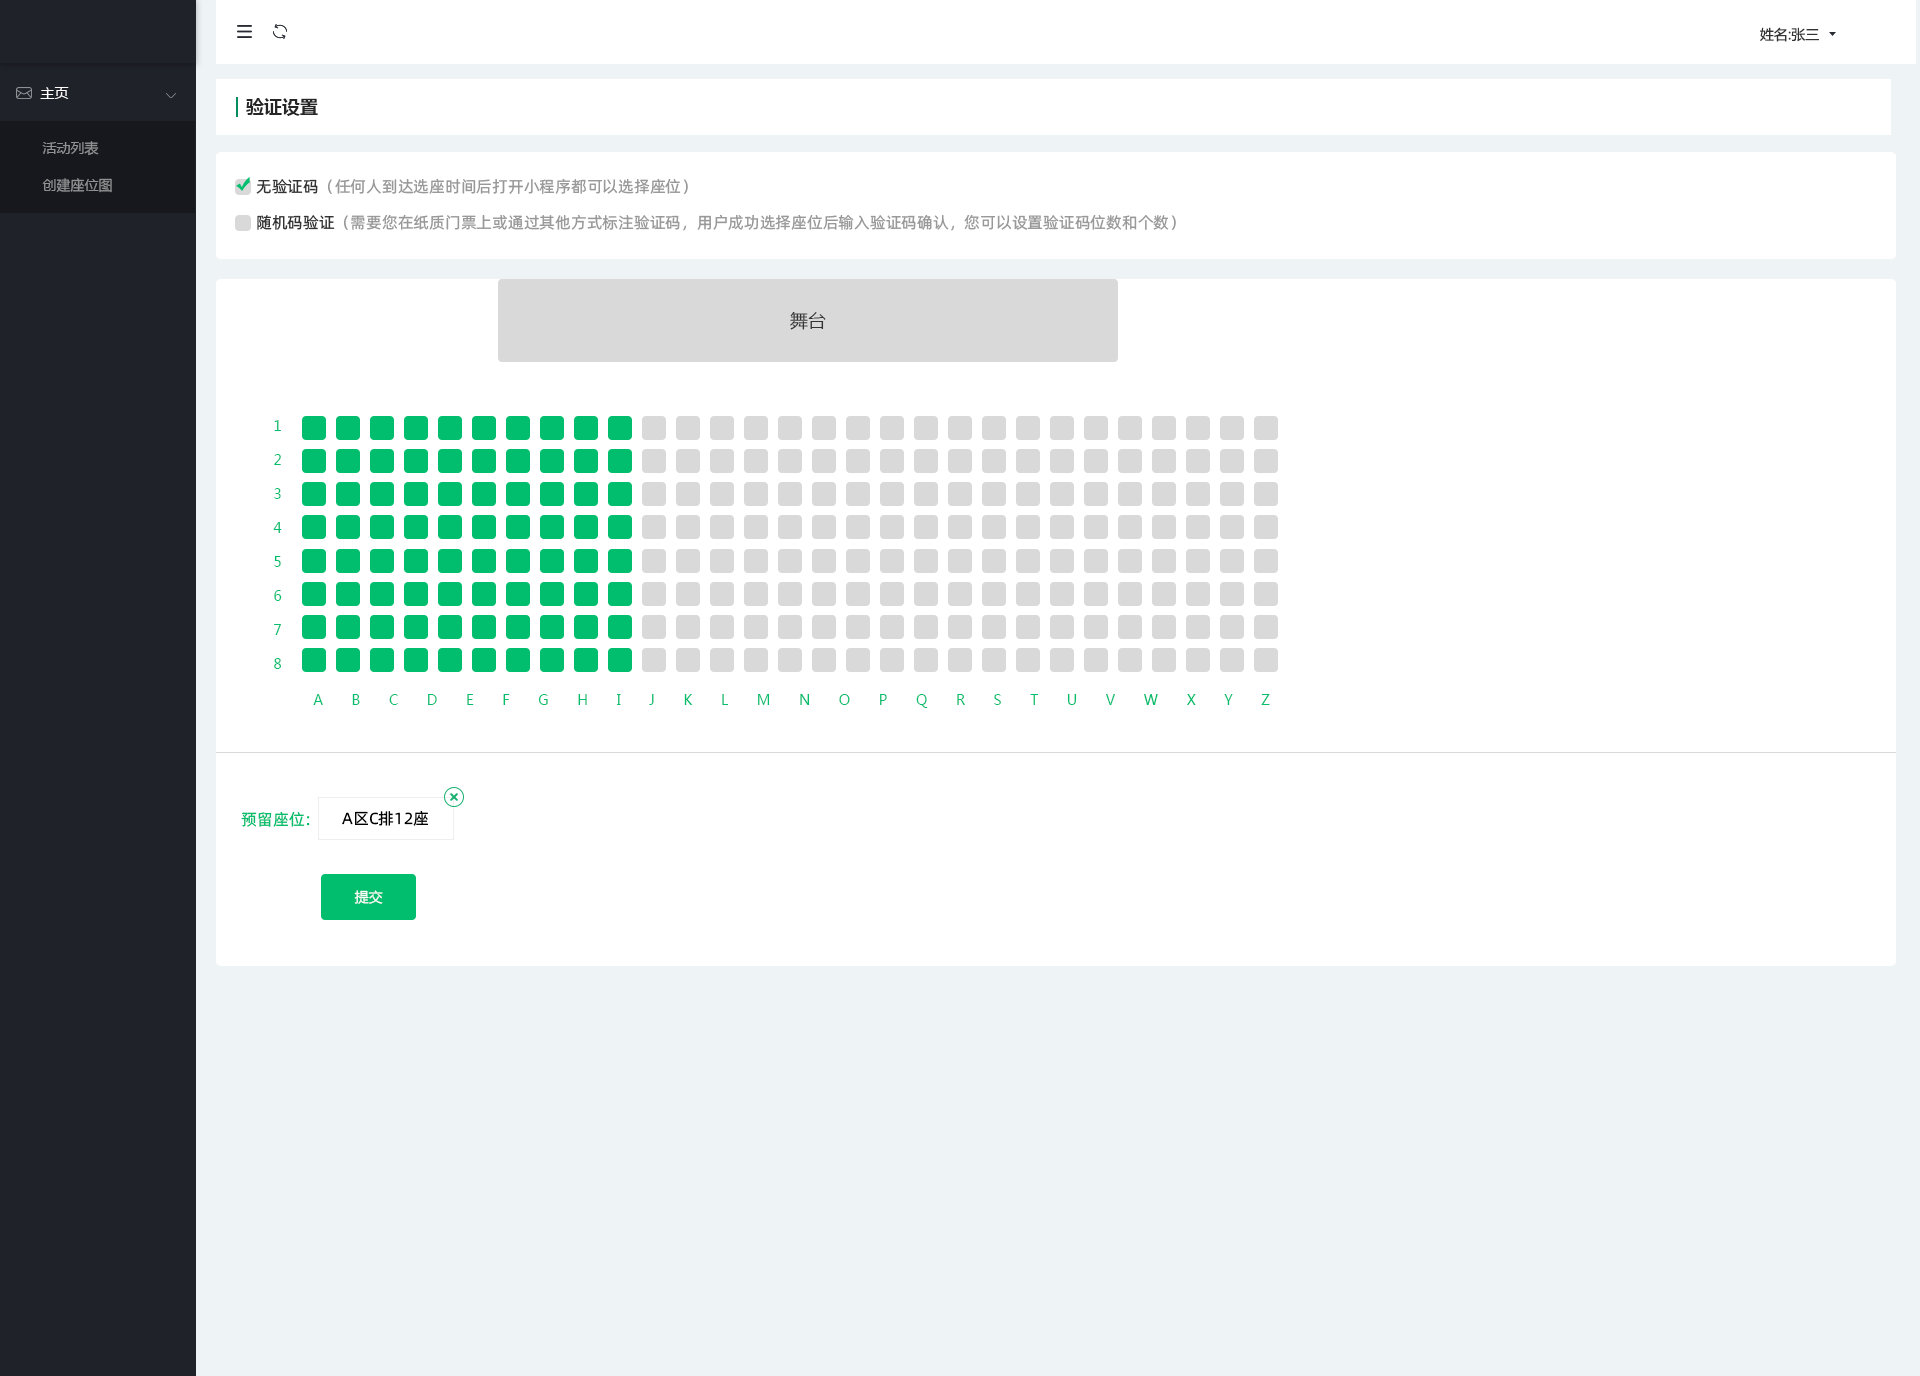 姓名:张三
主页
活动列表
创建座位图
验证设置
无验证码（任何人到达选座时间后打开小程序都可以选择座位）
随机码验证（需要您在纸质门票上或通过其他方式标注验证码，用户成功选择座位后输入验证码确认，您可以设置验证码位数和个数）
舞台
1
2
3
4
5
6
7
8
A B C D E F G H I J K L M N O P Q R S T U V W X Y Z
预留座位： A区C排12座
提交